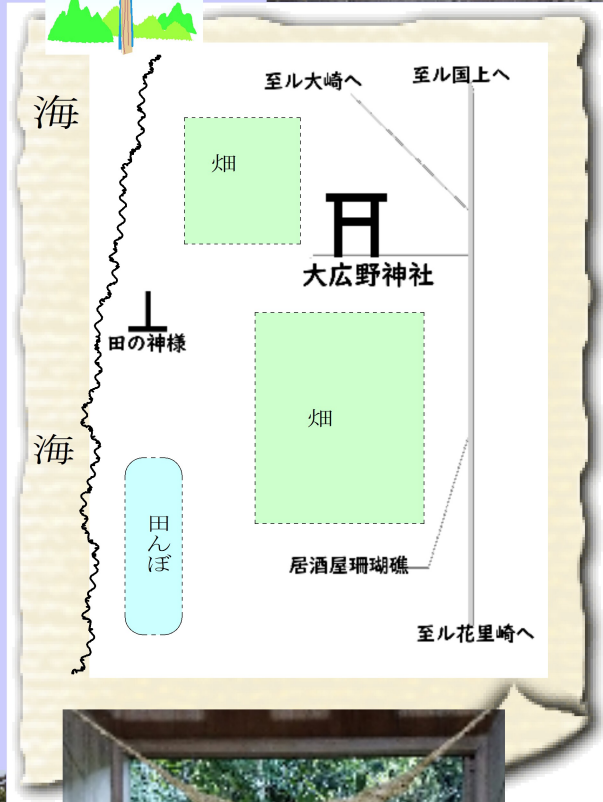 至ル大崎へ
至ル国上へ
海
畑
大広野神社
田の神様
畑
海
田んぼ
居酒屋珊瑚礁
至ル花里崎へ